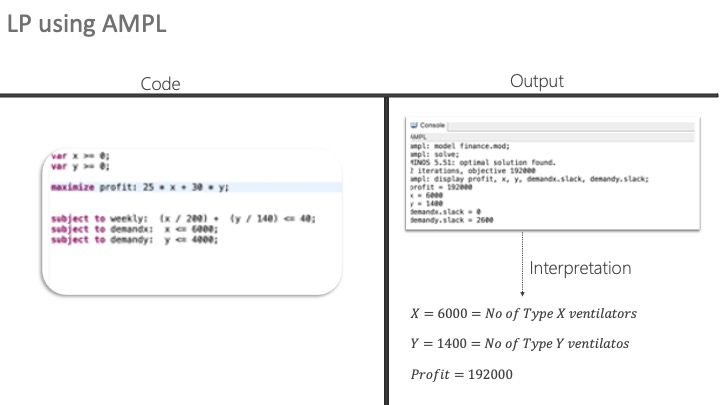 LP using AMPL
Code
Output
var x >= 0;
var y >= 0;
maximize profit: 25 * x + 30 * y;
subject to weekly: (x / 200) + (y / 140) <= 40;
subject to demandx: x <= 6000;
subject to demandy: y <= 4000;
Console
AMPL
ampl: model finance.mod;
ampl: solve;
MINOS 5.51: optimal solution found.
2 iterations, objective 192000
ampl: display profit, x, y, demandx.slack, demandy.slack;
profit = 192000
x = 6000
y = 1400
demandx.slack = 0
demandy.slack = 2600
Interpretation
X = 6000 = No of Type X ventilators
Y = 1400 = No of Type Y ventilatos
Profit = 192000